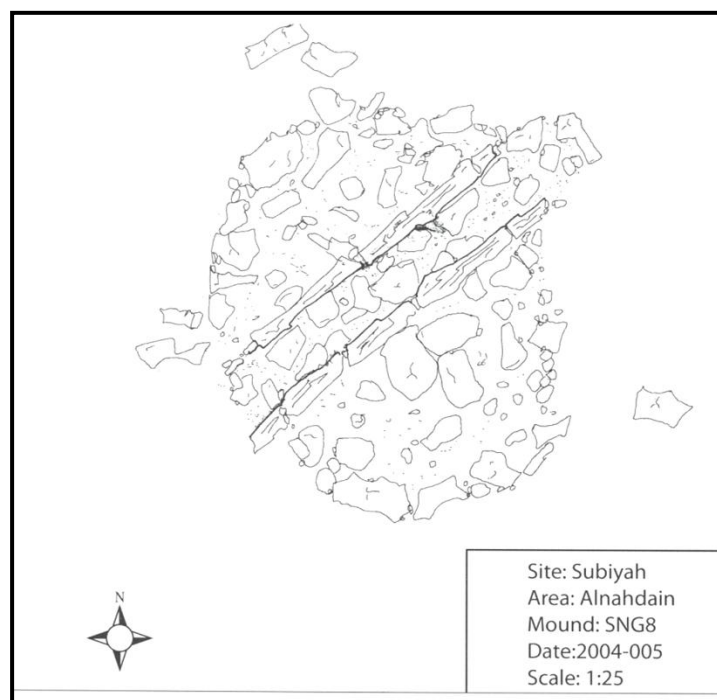 N
Site: Subiyah
Area: Alnahdain
Mound: SNG8
Date:2004-005
Scale: 1:25